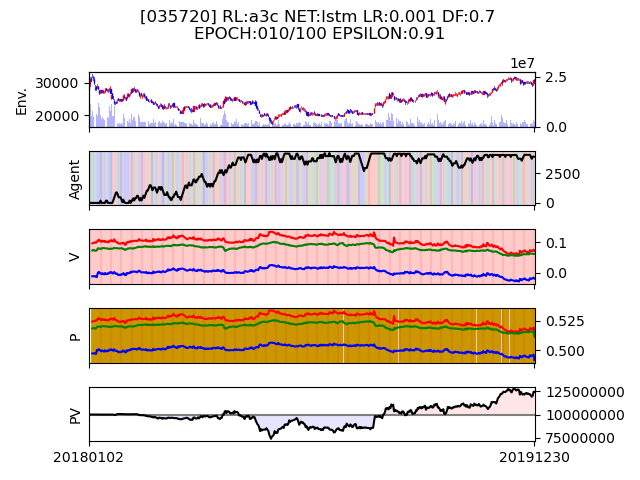 [035720] RL:a3c NET:lstm LR:0.001 DF:0.7
EPOCH:010/100 EPSILON:0.91
1e7
Env.
30000
20000
2.5
0.0
Agent
2500
0
V
0.1
0.0
P
0.525
0.500
PV
125000000
100000000
75000000
20180102
20191230